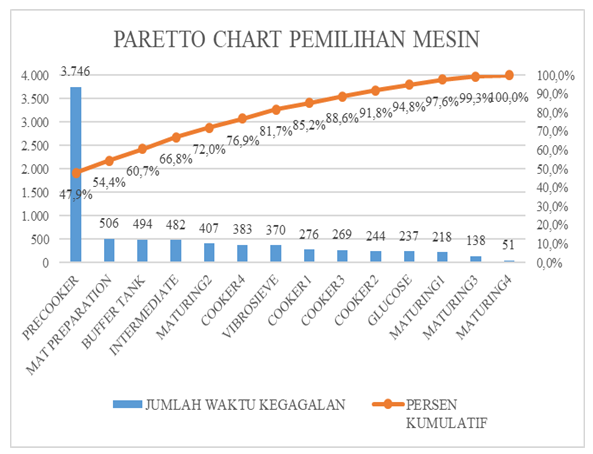 PARETTO CHART PEMILIHAN MESIN
4.000
3.500
3.000
2.500
2.000
1.500
1.000
500
0
3.746
506
494
482
407
383
370
276
269
244
237
218
138
51
47,9%
54,4%
60,7%
66,8%
72,0%
76,9%
81,7%
85,2%
88,6%
91,8%
94,8%
97,6%
99,3%
100,0%
100,0%
90,0%
80,0%
70,0%
60,0%
50,0%
40,0%
30,0%
20,0%
10,0%
0,0%
PRECOOKER
MAT PREPARATION
BUFFER TANK
INTERMEDIATE
MATURING2
COOKER4
VIBROSIEVE
COOKER1
COOKER3
COOKER2
GLUCOSE
MATURING1
MATURING3
MATURING4
JUMLAH WAKTU KEGAGALAN
PERSEN
KUMULATIF